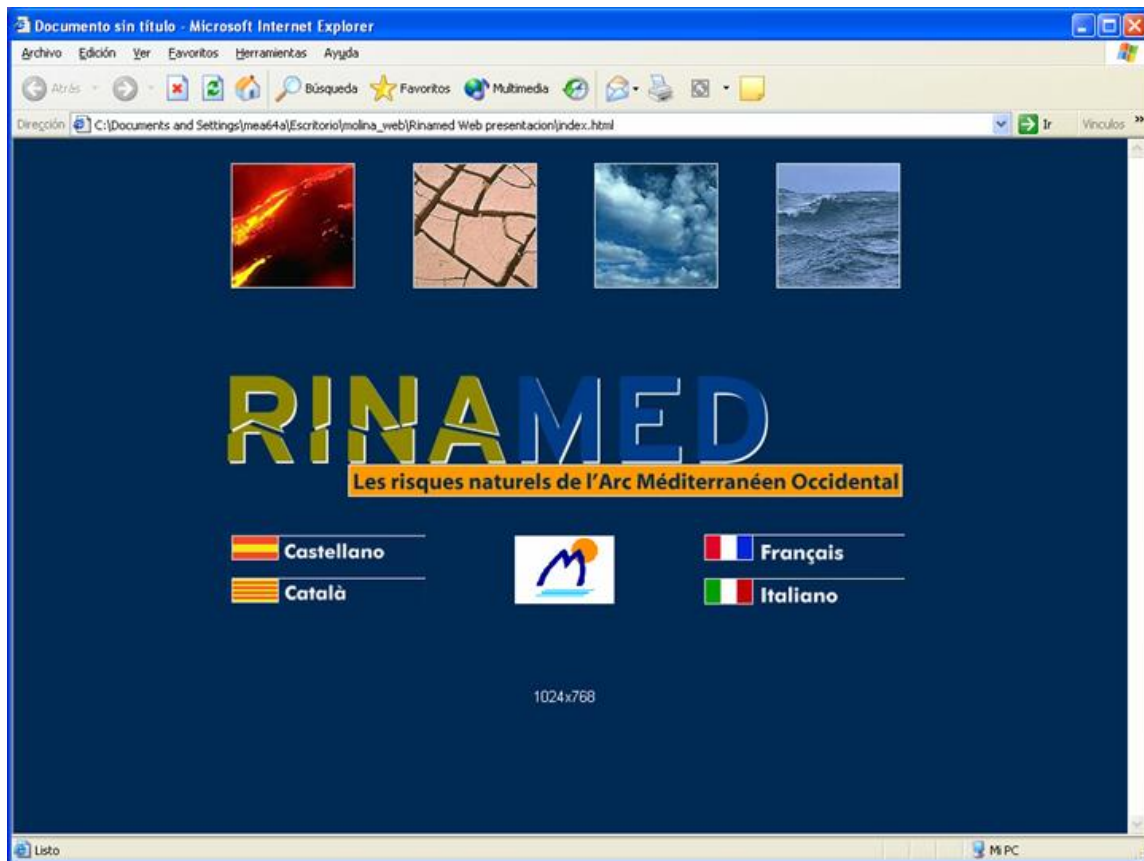 Documento sin título - Microsoft Internet Explorer
Archivo Edición Ver Favoritos Herramientas Ayuda
Atrás Búsqueda Favoritos Multimedia
Dirección C:\Documents and Settings\mea64a\Escritorio\molina_web\Rinamed Web presentacion\index.html Ir Vínculos »
RINAMED
Les risques naturels de l'Arc Méditerranéen Occidental
Castellano
Català
Français
Italiano
1024x768
Listo Mi PC